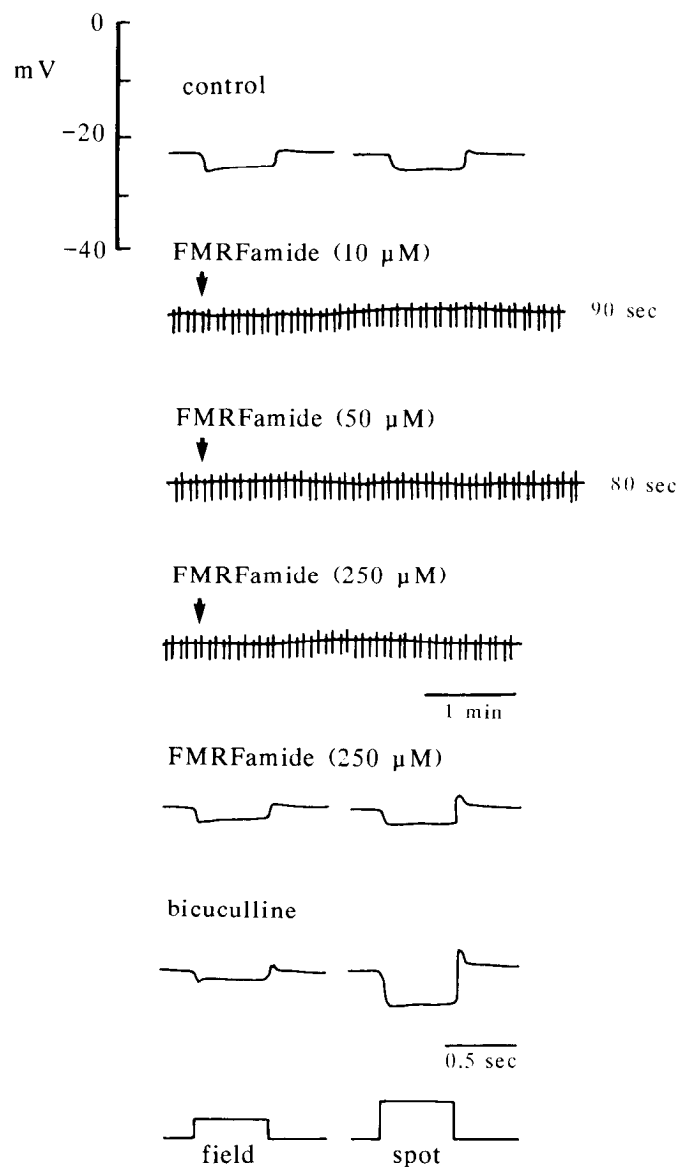 0
mV
control
−20
−40
FMRFamide (10 µM)
90 sec
FMRFamide (50 µM)
80 sec
FMRFamide (250 µM)
1 min
FMRFamide (250 µM)
bicuculline
0.5 sec
field spot